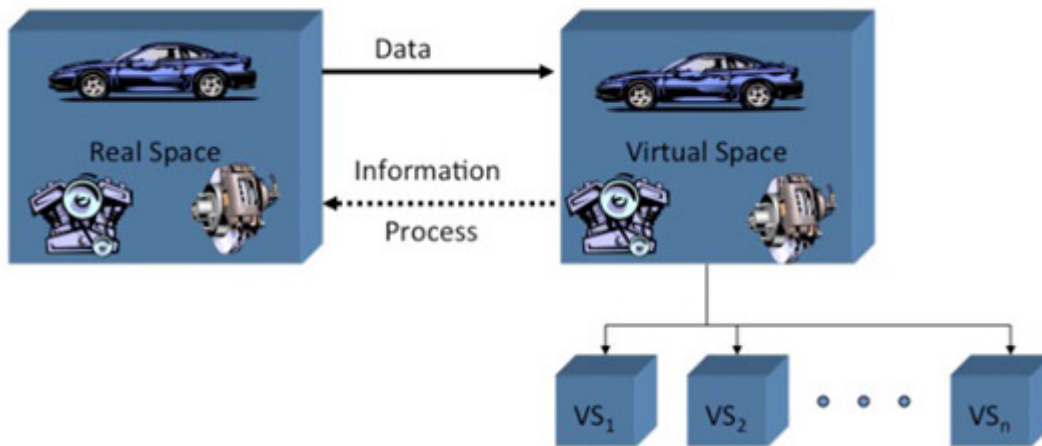 Data
Real Space
Virtual Space
Information
Process
VS₁
VS₂
VSₙ